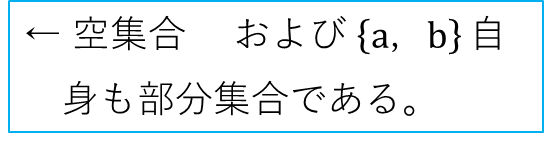 ← 空集合　 および {a, b} 自
身も部分集合である。